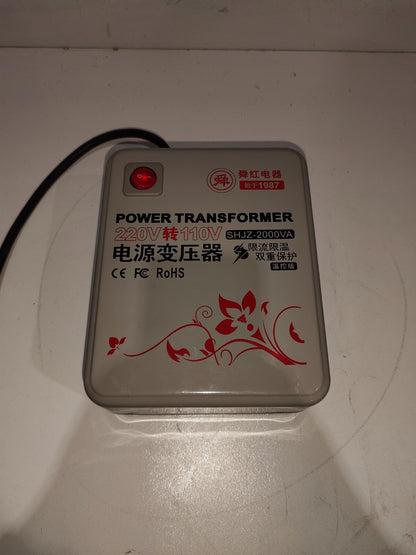 舜
舜红电器
始于1987
POWER TRANSFORMER
220V转110V
SHJZ-2000VA
电源变压器
限流限温
双重保护
温控版
CE FC RoHS